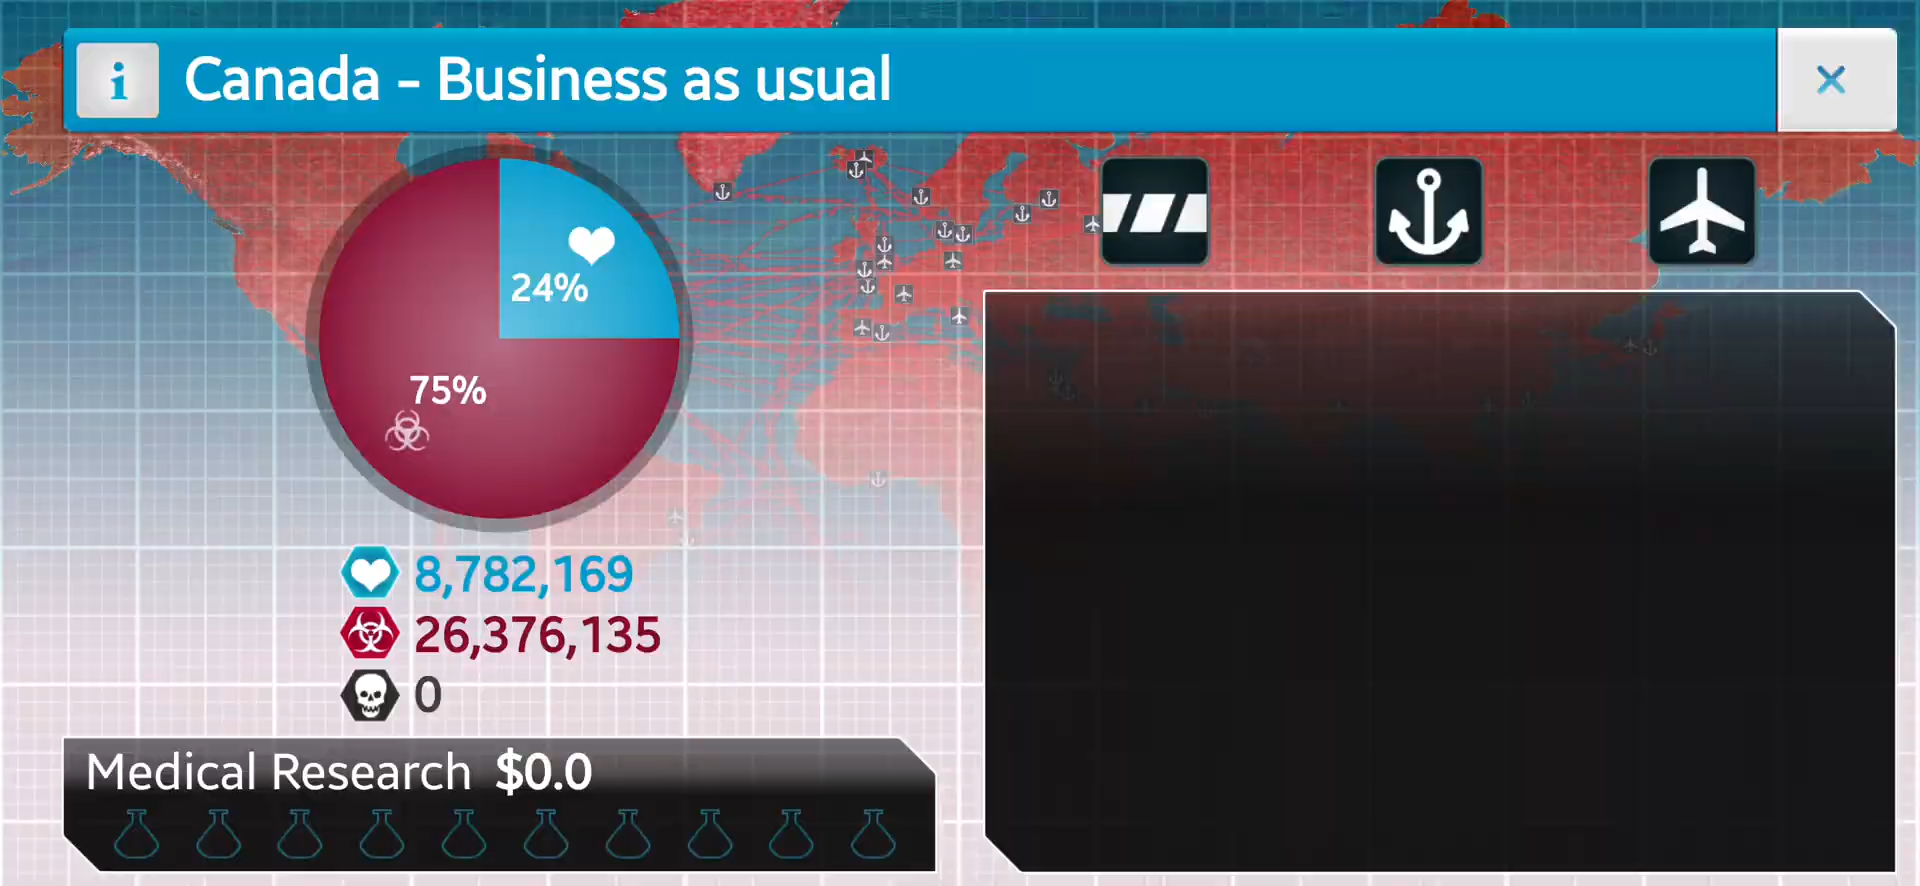 i Canada - Business as usual ×
24%
75%
8,782,169
26,376,135
0
Medical Research $0.0